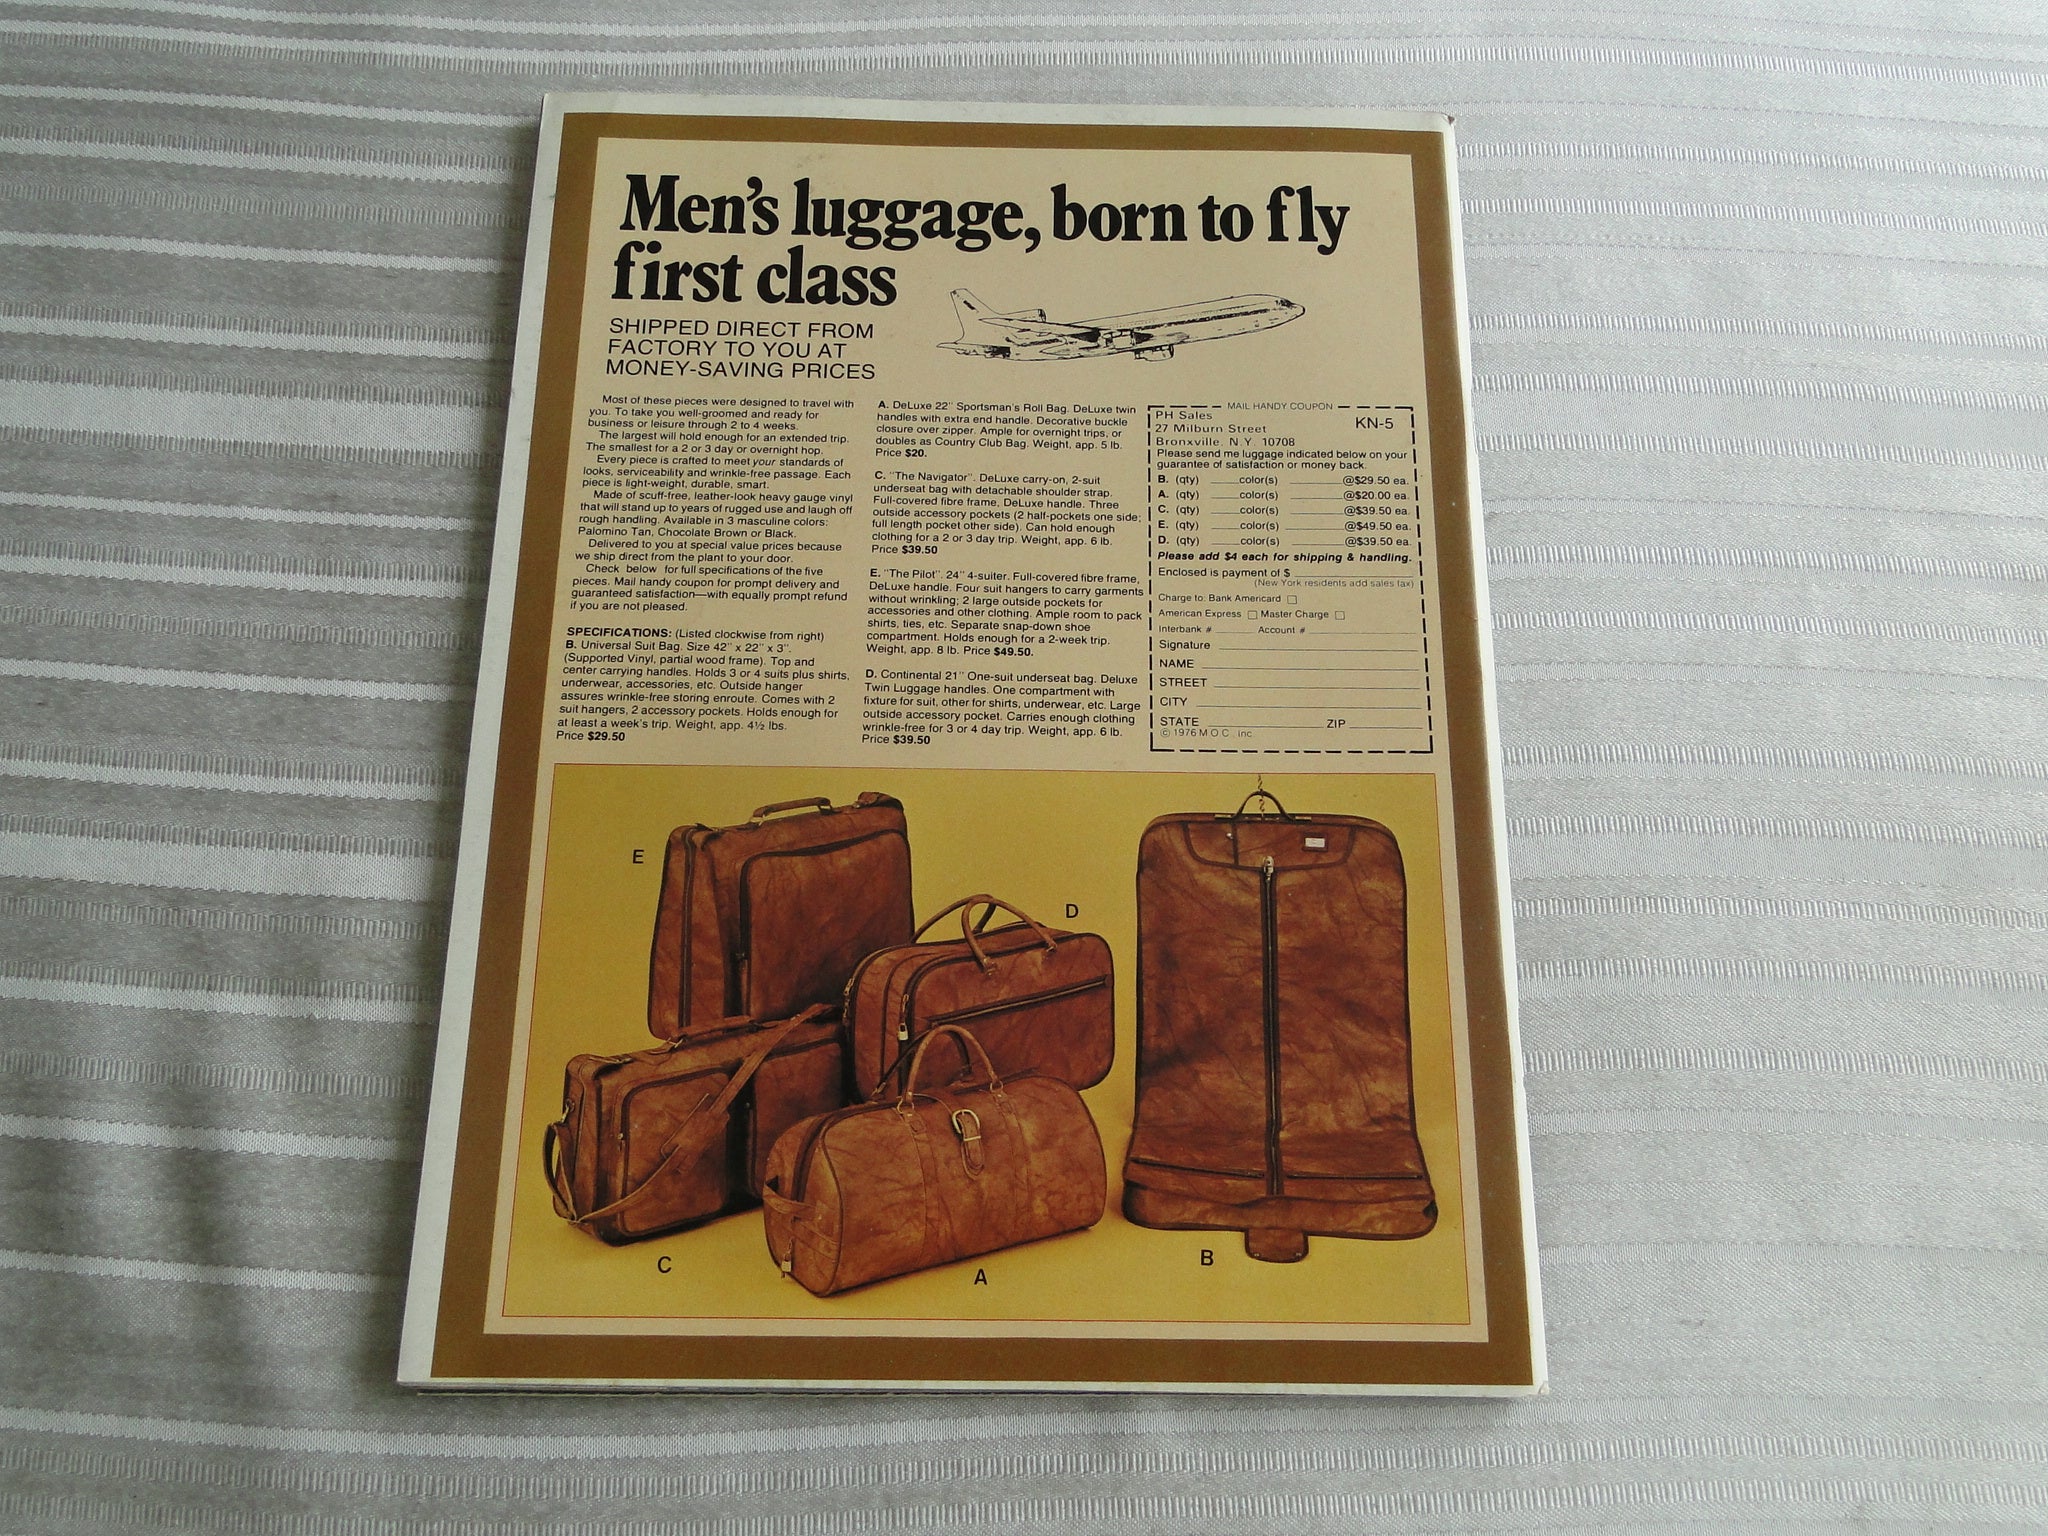 Men's luggage, born to fly
first class
SHIPPED DIRECT FROM
FACTORY TO YOU AT
MONEY-SAVING PRICES
Most of these pieces were designed to travel with
you. To take you well-groomed and ready for
business or leisure through 2 to 4 weeks.
The largest will hold enough for an extended trip.
The smallest for a 2 or 3 day or overnight hop.
Every piece is crafted to meet your standards of
looks, serviceability and wrinkle-free passage. Each
piece is light-weight, durable, smart.
Made of scuff-free, leather-look heavy gauge vinyl
that will stand up to years of rugged use and laugh off
rough handling. Available in 3 masculine colors:
Palomino Tan, Chocolate Brown or Black.
Delivered to you at special value prices because
we ship direct from the plant to your door.
Check below for full specifications of the five
pieces. Mail handy coupon for prompt delivery and
guaranteed satisfaction—with equally prompt refund
if you are not pleased.
SPECIFICATIONS: (Listed clockwise from right)
B. Universal Suit Bag. Size 42" x 22" x 3".
(Supported Vinyl, partial wood frame). Top and
center carrying handles. Holds 3 or 4 suits plus shirts,
underwear, accessories, etc. Outside hanger
assures wrinkle-free storing enroute. Comes with 2
suit hangers, 2 accessory pockets. Holds enough for
at least a week's trip. Weight, app. 4½ lbs.
Price $29.50
A. DeLuxe 22" Sportsman's Roll Bag. DeLuxe twin
handles with extra end handle. Decorative buckle
closure over zipper. Ample for overnight trips, or
doubles as Country Club Bag. Weight, app. 5 lb.
Price $20.
C. "The Navigator". DeLuxe carry-on, 2-suit
underseat bag with detachable shoulder strap.
Full-covered fibre frame, DeLuxe handle. Three
outside accessory pockets (2 half-pockets one side;
full length pocket other side). Can hold enough
clothing for a 2 or 3 day trip. Weight, app. 6 lb.
Price $39.50
E. "The Pilot". 24" 4-suiter. Full-covered fibre frame,
DeLuxe handle. Four suit hangers to carry garments
without wrinkling; 2 large outside pockets for
accessories and other clothing. Ample room to pack
shirts, ties, etc. Separate snap-down shoe
compartment. Holds enough for a 2-week trip.
Weight, app. 8 lb. Price $49.50.
D. Continental 21" One-suit underseat bag. Deluxe
Twin Luggage handles. One compartment with
fixture for suit, other for shirts, underwear, etc. Large
outside accessory pocket. Carries enough clothing
wrinkle-free for 3 or 4 day trip. Weight, app. 6 lb.
Price $39.50
MAIL HANDY COUPON
PH Sales KN-5
27 Milburn Street
Bronxville, N.Y. 10708
Please send me luggage indicated below on your
guarantee of satisfaction or money back.
B. (qty) ____color(s) ________@$29.50 ea.
A. (qty) ____color(s) ________@$20.00 ea.
C. (qty) ____color(s) ________@$39.50 ea.
E. (qty) ____color(s) ________@$49.50 ea.
D. (qty) ____color(s) ________@$39.50 ea.
Please add $4 each for shipping & handling.
Enclosed is payment of $ ________
(New York residents add sales tax)
Charge to: Bank Americard □
American Express □ Master Charge □
Interbank # ______ Account # ________
Signature ________
NAME ________
STREET ________
CITY ________
STATE ________ ZIP ________
© 1976 M.O.C., Inc.
E
D
C
A
B